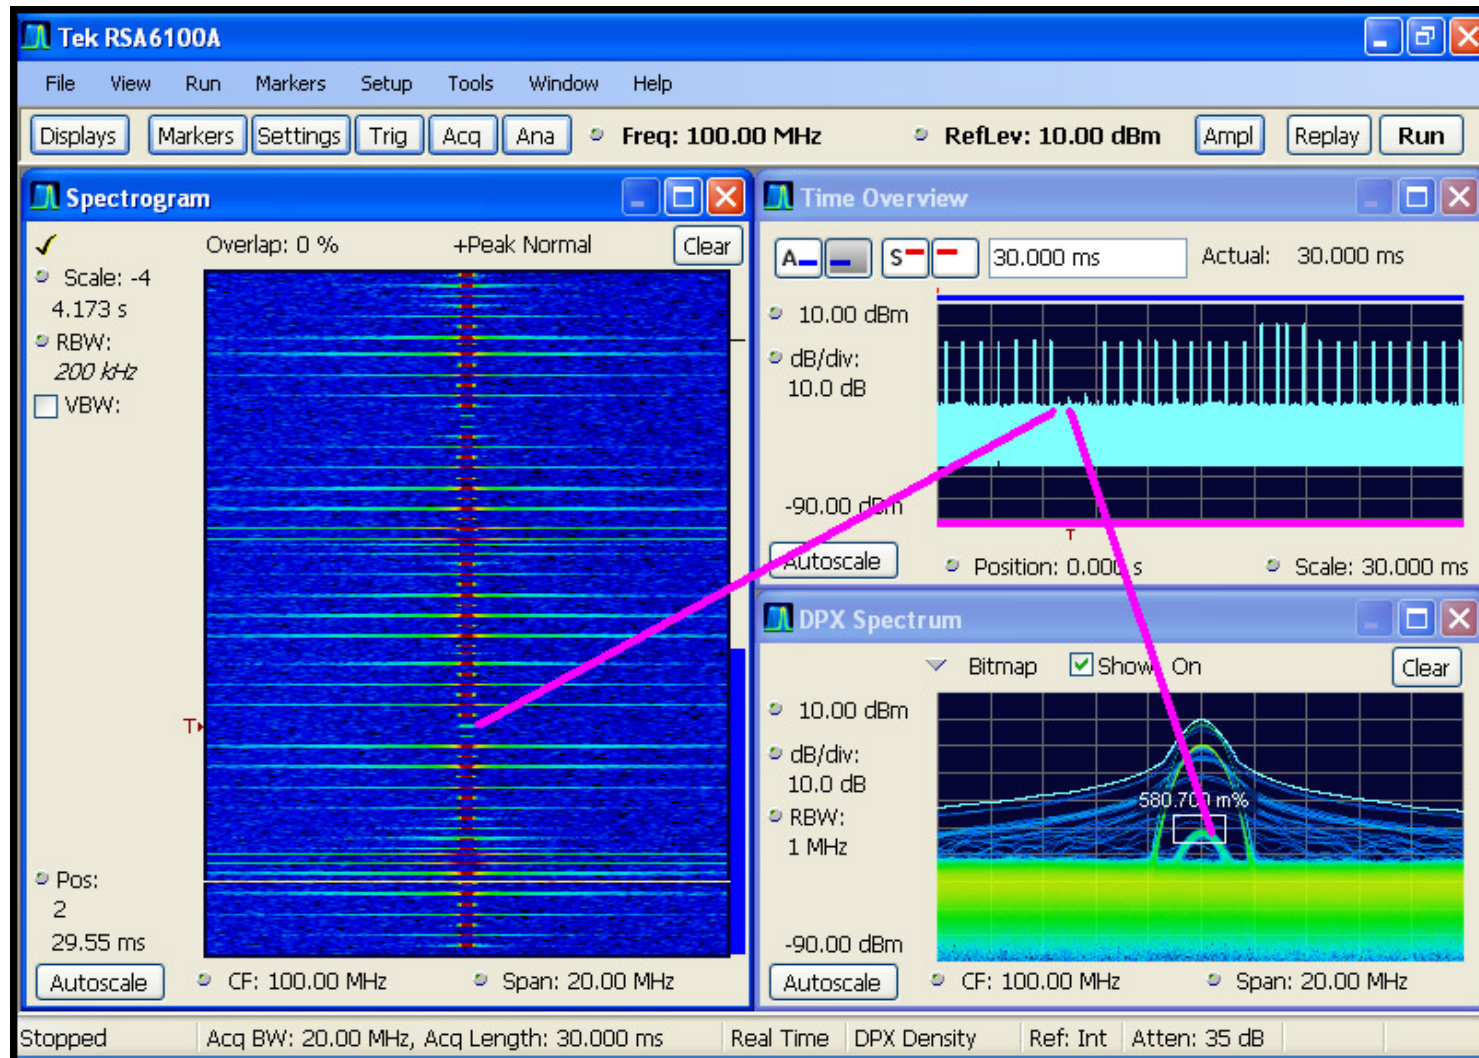 Tek RSA6100A
File View Run Markers Setup Tools Window Help
Displays Markers Settings Trig Acq Ana Freq: 100.00 MHz RefLev: 10.00 dBm Ampl Replay Run
Spectrogram
Overlap: 0 % +Peak Normal Clear
Scale: -4
4.173 s
RBW:
200 kHz
VBW:
T
Pos:
2
29.55 ms
Autoscale CF: 100.00 MHz Span: 20.00 MHz
Time Overview
A S 30.000 ms Actual: 30.000 ms
10.00 dBm
dB/div:
10.0 dB
-90.00 dBm
T
Autoscale Position: 0.000 s Scale: 30.000 ms
DPX Spectrum
Bitmap Show On Clear
10.00 dBm
dB/div:
10.0 dB
RBW:
1 MHz
580.700 m%
-90.00 dBm
Autoscale CF: 100.00 MHz Span: 20.00 MHz
Stopped Acq BW: 20.00 MHz, Acq Length: 30.000 ms Real Time DPX Density Ref: Int Atten: 35 dB